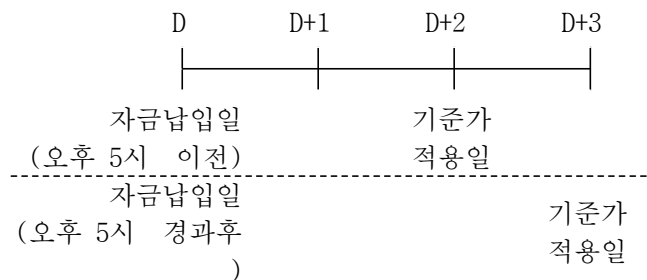 D D+1 D+2 D+3
자금납입일 기준가
(오후 5시 이전) 적용일
자금납입일
기준가
(오후 5시 경과후
적용일
)